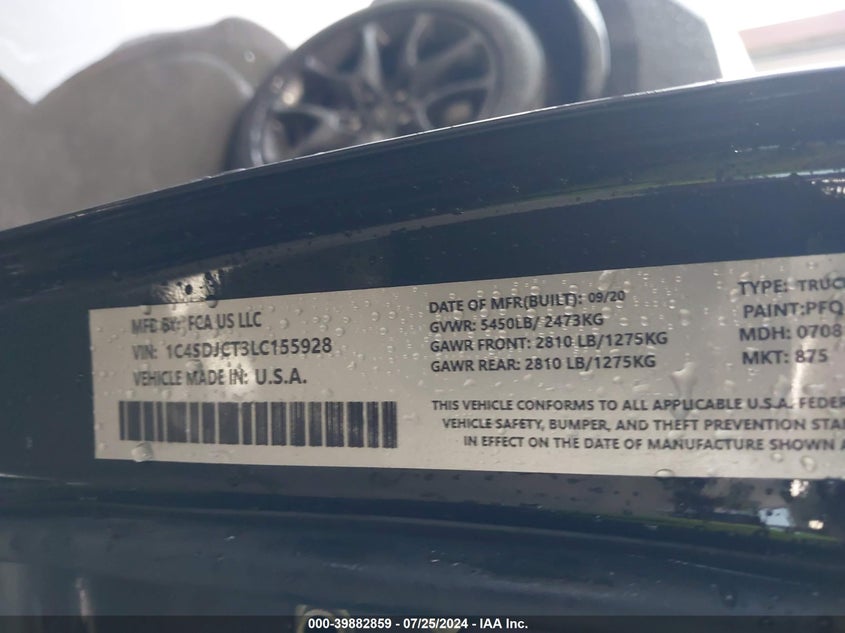 MFD BY: FCA US LLC
VIN: 1C4SDJCT3LC155928
VEHICLE MADE IN: U.S.A.
DATE OF MFR(BUILT): 09/20
GVWR: 5450LB/ 2473KG
GAWR FRONT: 2810 LB/1275KG
GAWR REAR: 2810 LB/1275KG
TYPE: TRUC
PAINT:PFQ
MDH: 0708
MKT: 875
THIS VEHICLE CONFORMS TO ALL APPLICABLE U.S.A. FEDER
VEHICLE SAFETY, BUMPER, AND THEFT PREVENTION STA
IN EFFECT ON THE DATE OF MANUFACTURE SHOWN A
000-39882859 - 07/25/2024 - IAA Inc.